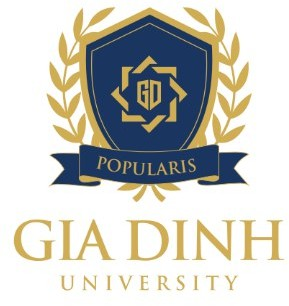 GD
POPULARIS
GIA DINH
UNIVERSITY